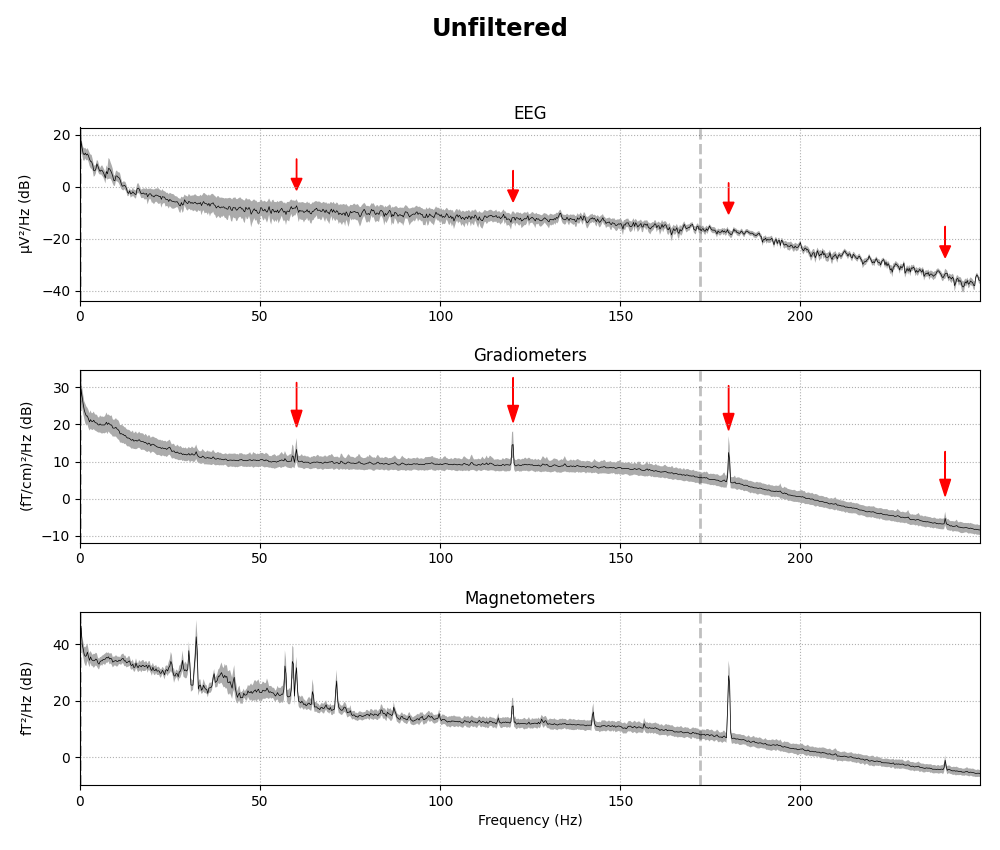 Unfiltered
EEG
µV²/Hz (dB)
20
0
−20
−40
0 50 100 150 200
Gradiometers
(fT/cm)²/Hz (dB)
30
20
10
0
−10
0 50 100 150 200
Magnetometers
fT²/Hz (dB)
40
20
0
0 50 100 150 200
Frequency (Hz)